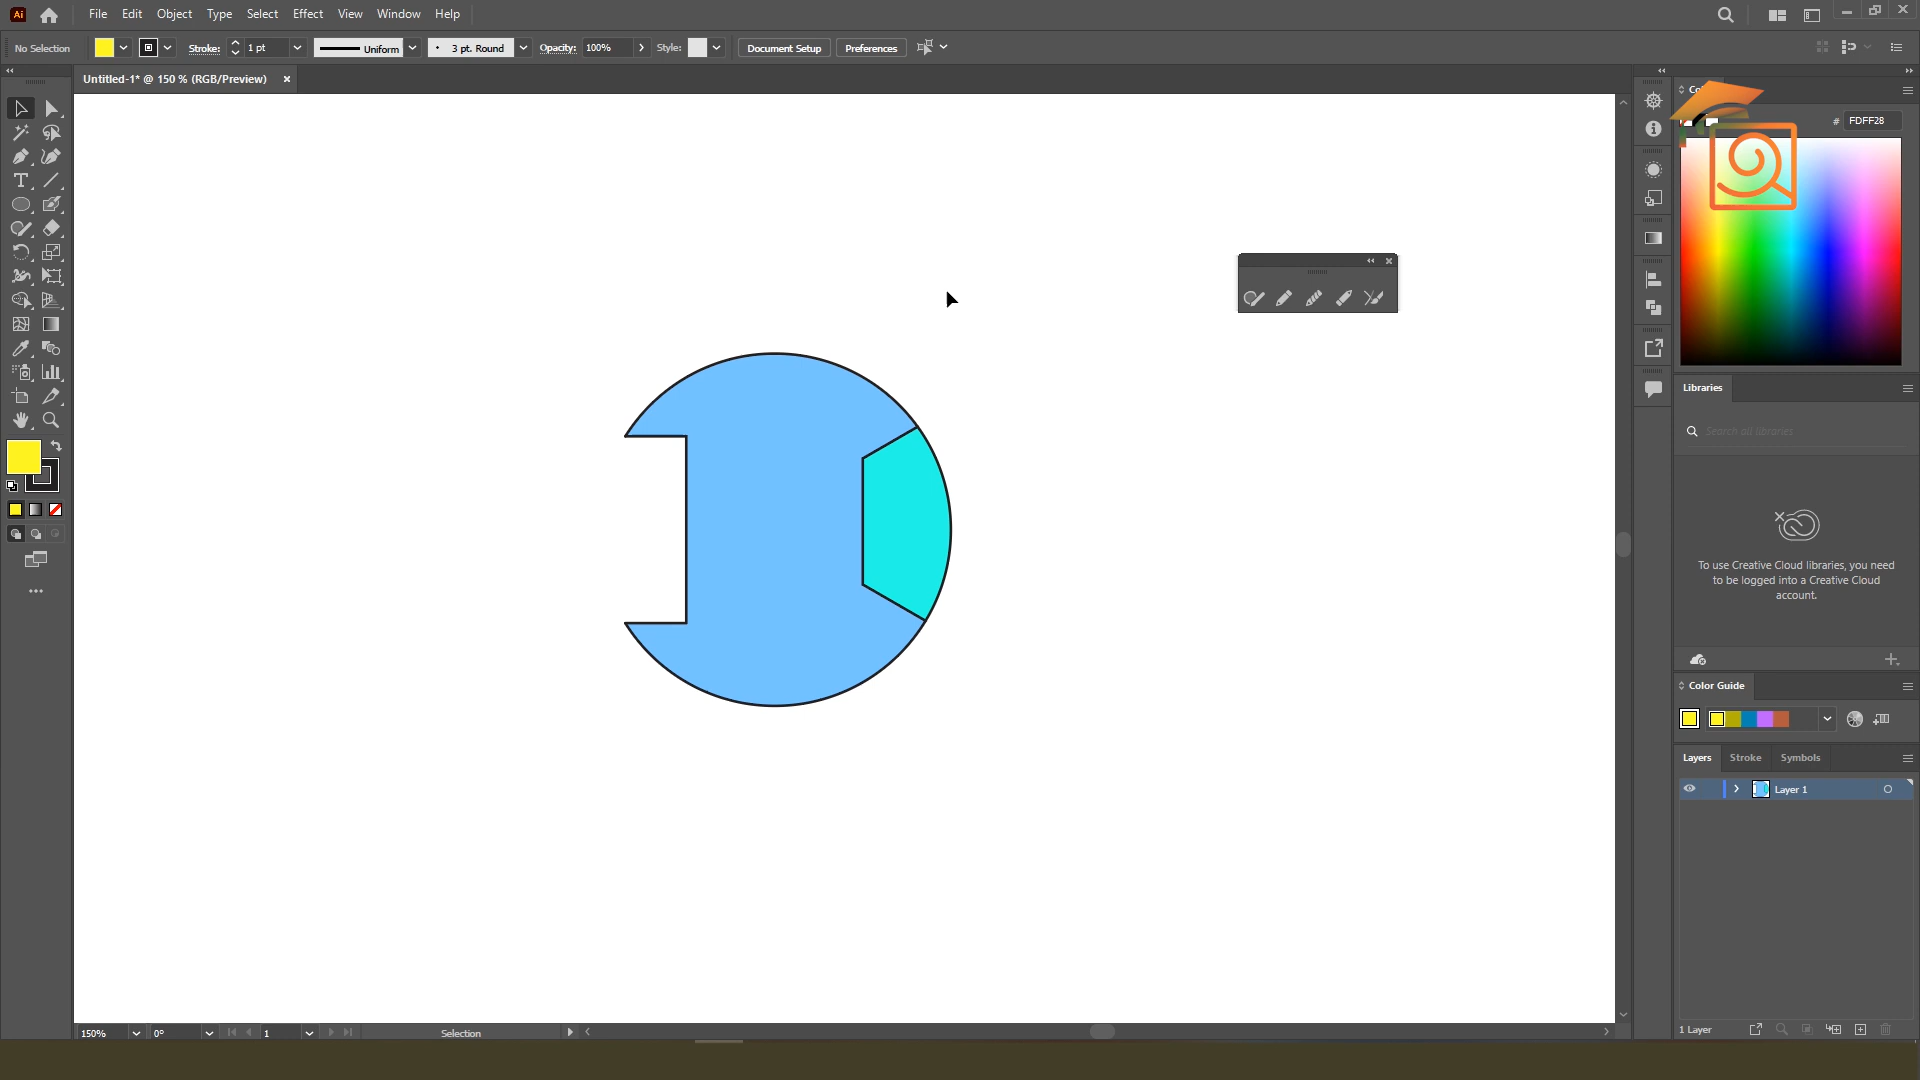 Ai File Edit Object Type Select Effect View Window Help
No Selection Stroke: 1 pt Uniform 3 pt. Round Opacity: 100% Style: Document Setup Preferences
Untitled-1* @ 150 % (RGB/Preview)
# FDFF28
Libraries
Search all libraries
To use Creative Cloud libraries, you need
to be logged into a Creative Cloud
account.
Color Guide
Layers Stroke Symbols
Layer 1
1 Layer
150% 0° 1 Selection